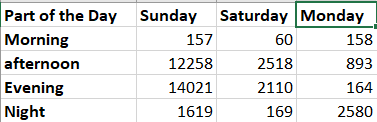 Part of the Day Sunday Saturday Monday
Morning 157 60 158
afternoon 12258 2518 893
Evening 14021 2110 164
Night 1619 169 2580